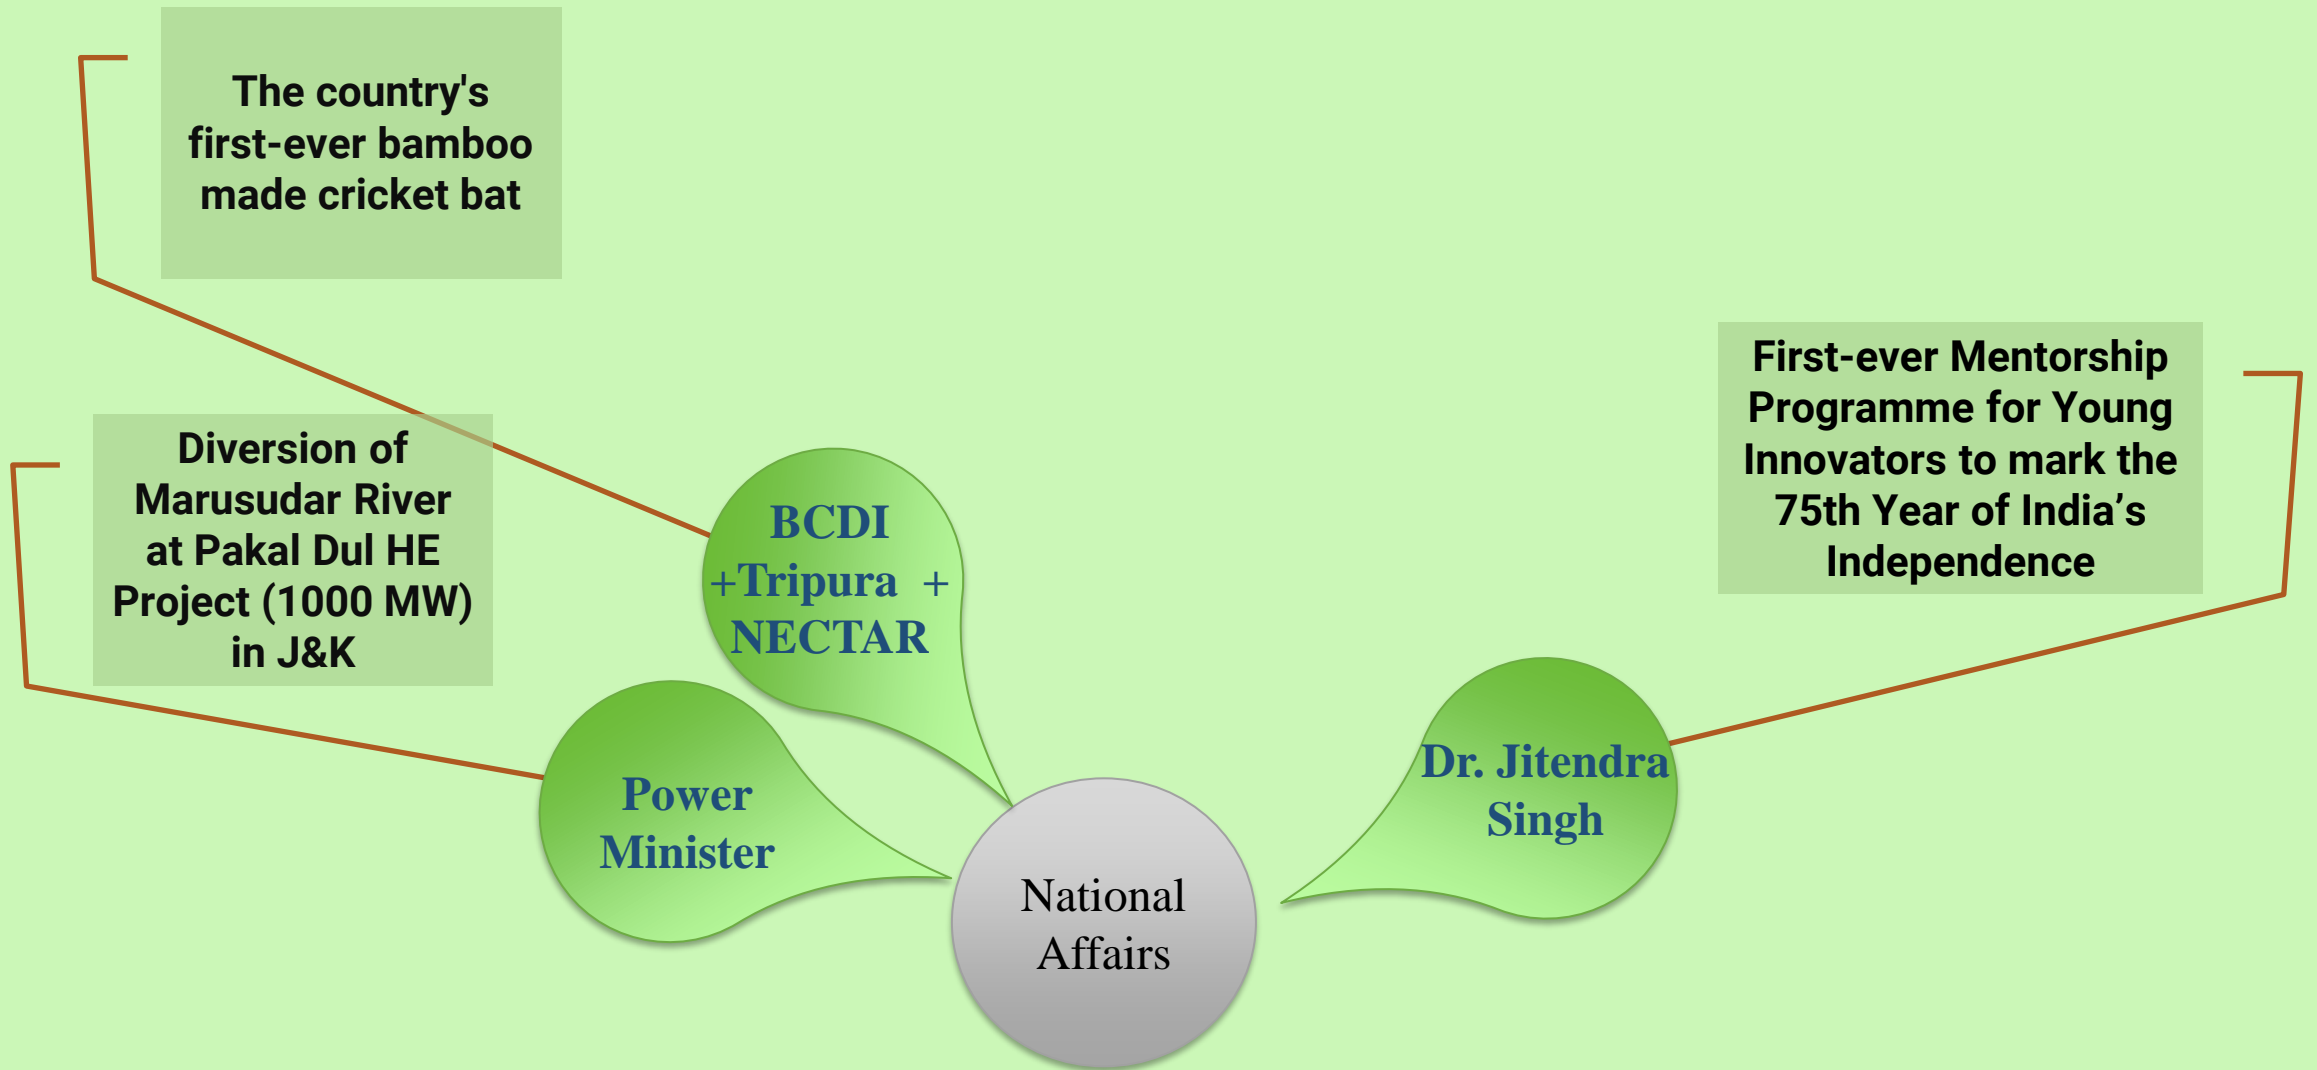 The country's
first-ever bamboo
made cricket bat
Diversion of
Marusudar River
at Pakal Dul HE
Project (1000 MW)
in J&K
First-ever Mentorship
Programme for Young
Innovators to mark the
75th Year of India’s
Independence
BCDI
+Tripura +
NECTAR
Power
Minister
Dr. Jitendra
Singh
National
Affairs